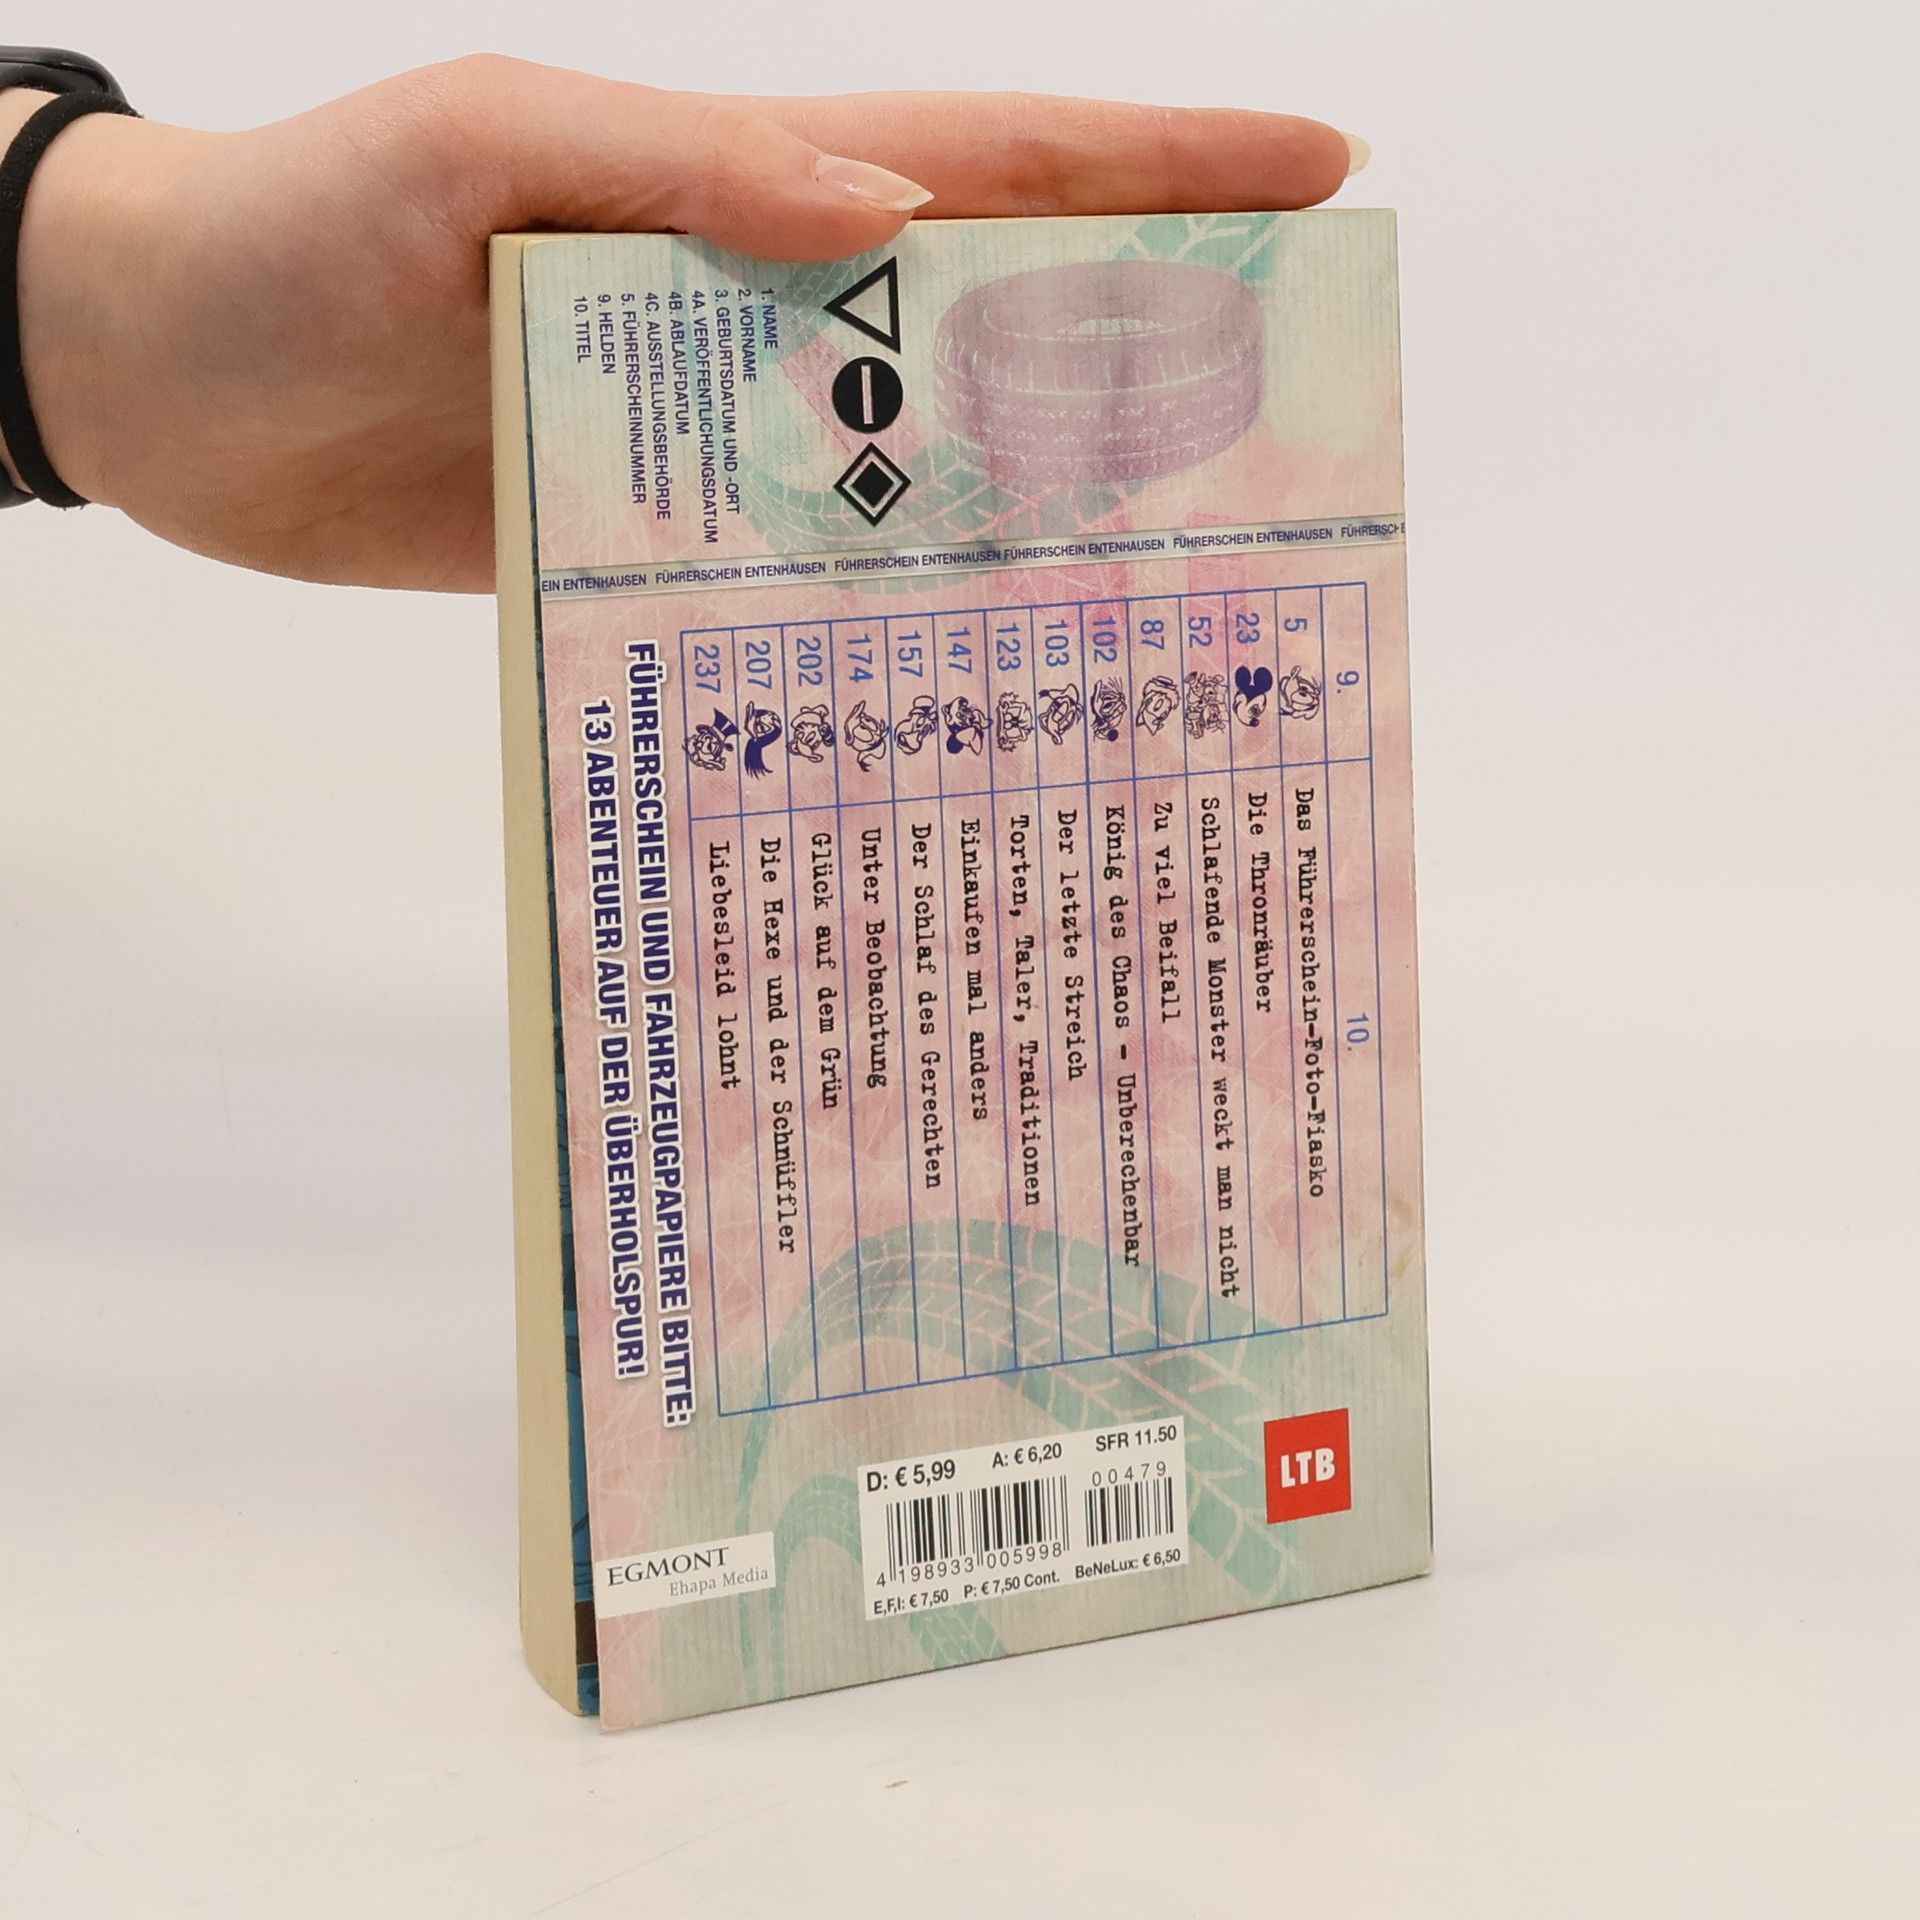 1. NAME
2. VORNAME
3. GEBURTSDATUM UND -ORT
4A. VERÖFFENTLICHUNGSDATUM
4B. ABLAUFDATUM
4C. AUSSTELLUNGSBEHÖRDE
5. FÜHRERSCHEINNUMMER
9. HELDEN
10. TITEL
EIN ENTENHAUSEN FÜHRERSCHEIN ENTENHAUSEN FÜHRERSCHEIN ENTENHAUSEN FÜHRERSCHEIN ENTENHAUSEN FÜHRERSCHEIN ENTENHAUSEN FÜHRERSCHE
9. 10.
5 Das Führerschein-Foto-Fiasko
23 Die Thronräuber
52 Schlafende Monster weckt man nicht
87 Zu viel Beifall
102 König des Chaos - Unberechenbar
103 Der letzte Streich
123 Torten, Taler, Traditionen
147 Einkaufen mal anders
157 Der Schlaf des Gerechten
174 Unter Beobachtung
202 Glück auf dem Grün
207 Die Hexe und der Schnüffler
237 Liebesleid lohnt
FÜHRERSCHEIN UND FAHRZEUGPAPIERE BITTE:
13 ABENTEUER AUF DER ÜBERHOLSPUR!
LTB
D: € 5,99 A: € 6,20 SFR 11.50
00479
4 198933 005998
E,F,I: € 7,50 P: € 7,50 Cont. BeNeLux: € 6,50
EGMONT
Ehapa Media